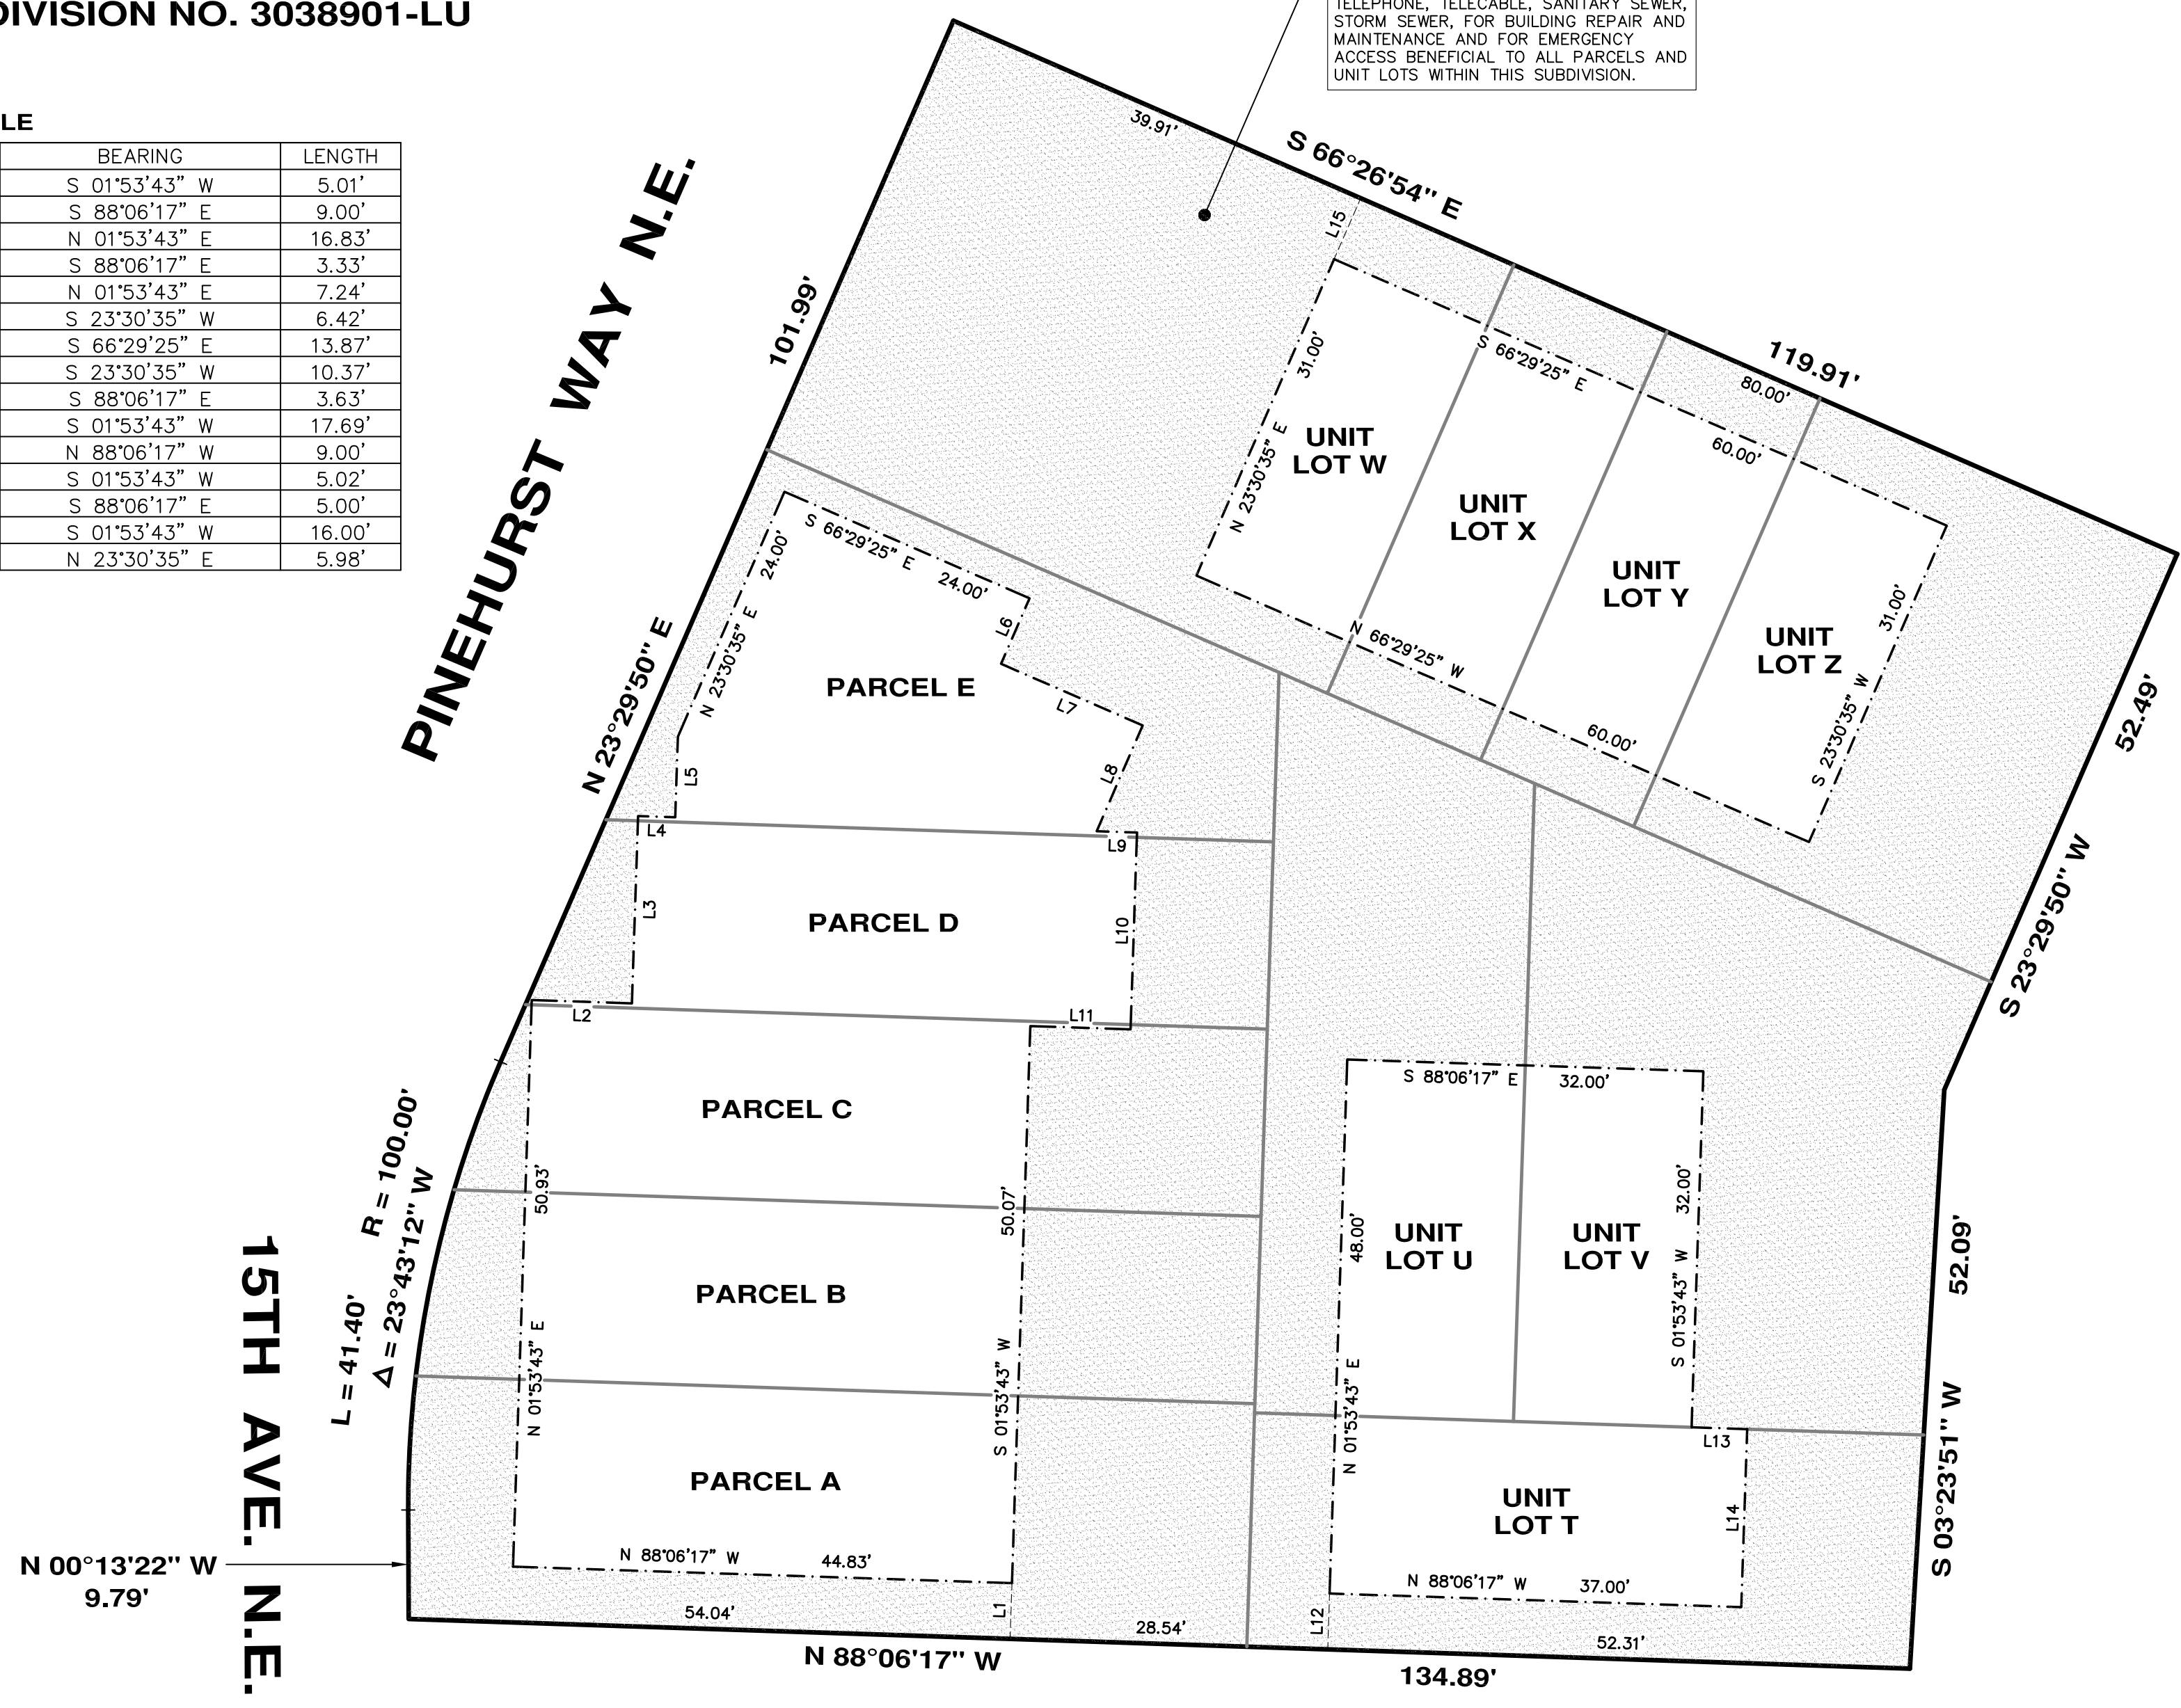 DIVISION NO. 3038901-LU
TELEPHONE, TELECABLE, SANITARY SEWER,
STORM SEWER, FOR BUILDING REPAIR AND
MAINTENANCE AND FOR EMERGENCY
ACCESS BENEFICIAL TO ALL PARCELS AND
UNIT LOTS WITHIN THIS SUBDIVISION.
LE
BEARING LENGTH
S 01°53'43" W 5.01'
S 88°06'17" E 9.00'
N 01°53'43" E 16.83'
S 88°06'17" E 3.33'
N 01°53'43" E 7.24'
S 23°30'35" W 6.42'
S 66°29'25" E 13.87'
S 23°30'35" W 10.37'
S 88°06'17" E 3.63'
S 01°53'43" W 17.69'
N 88°06'17" W 9.00'
S 01°53'43" W 5.02'
S 88°06'17" E 5.00'
S 01°53'43" W 16.00'
N 23°30'35" E 5.98'
39.91'
S 66°26'54" E
119.91'
80.00'
L15
PINEHURST WAY N.E.
101.99'
N 23°29'50" E
31.00'
N 23°30'35" E
S 66°29'25" E
60.00'
UNIT
LOT W
UNIT
LOT X
UNIT
LOT Y
UNIT
LOT Z
31.00'
S 23°30'35" W
N 66°29'25" W
60.00'
52.49'
S 23°29'50" W
S 66°29'25" E
24.00'
24.00'
N 23°30'35" E
L6
L7
L8
L5
PARCEL E
L4
L9
L3
PARCEL D
L10
L2
L11
PARCEL C
R = 100.00'
L = 41.40'
Δ = 23°43'12" W
50.93'
N 01°53'43" E
50.07'
S 01°53'43" W
PARCEL B
PARCEL A
N 88°06'17" W
44.83'
L1
15TH AVE. N.E.
N 00°13'22" W
9.79'
S 88°06'17" E
32.00'
48.00'
N 01°53'43" E
UNIT
LOT U
UNIT
LOT V
32.00'
S 01°53'43" W
L13
L14
UNIT
LOT T
N 88°06'17" W
37.00'
L12
52.09'
S 03°23'51" W
54.04'
28.54'
52.31'
N 88°06'17" W
134.89'